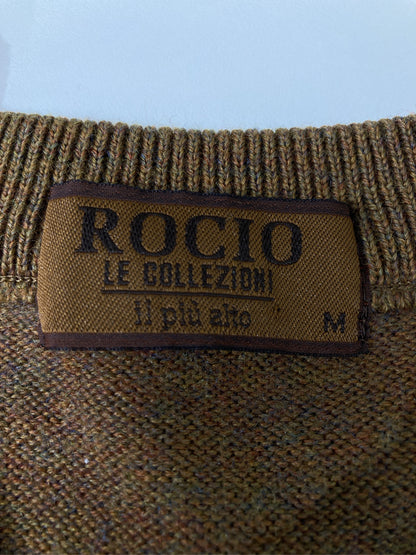 ROCIO
LE COLLEZIONI
il più alto
M